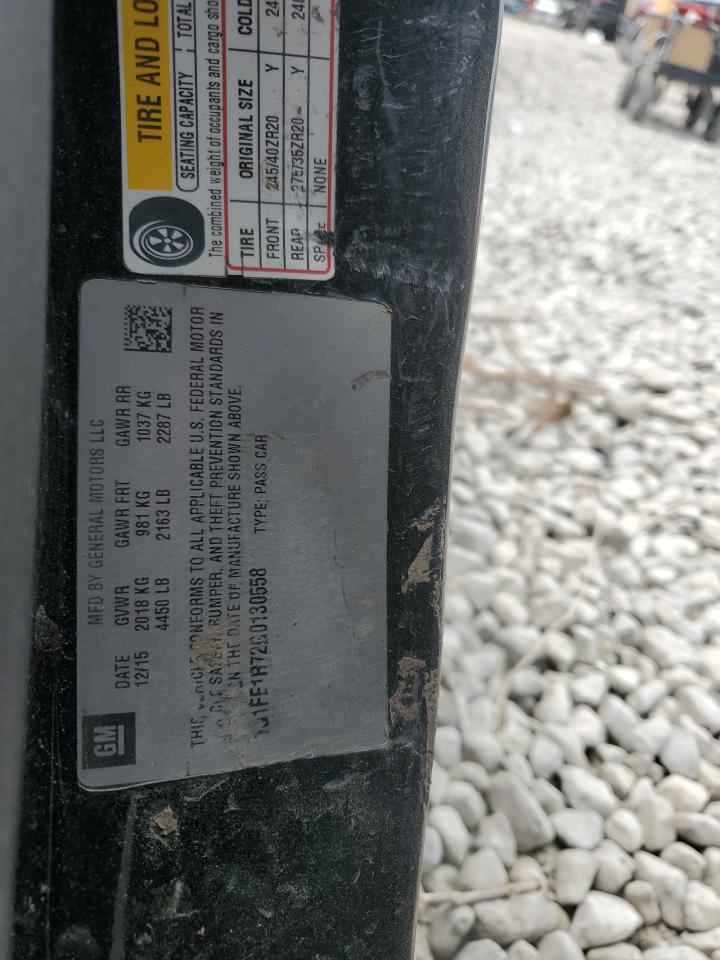 TIRE AND LO
SEATING CAPACITY : TOTAL
The combined weight of occupants and cargo sho
TIRE ORIGINAL SIZE COLD
FRONT 245/40ZR20 Y 24
REAR 275/35ZR20 Y 240
NONE
GM
MFD BY GENERAL MOTORS LLC
DATE GVWR GAWR FRT GAWR RR
12/15 2018 KG 981 KG 1037 KG
4450 LB 2163 LB 2287 LB
CONFORMS TO ALL APPLICABLE U.S. FEDERAL MOTOR
BUMPER, AND THEFT PREVENTION STANDARDS IN
ON THE DATE OF MANUFACTURE SHOWN ABOVE.
TYPE: PASS CAR